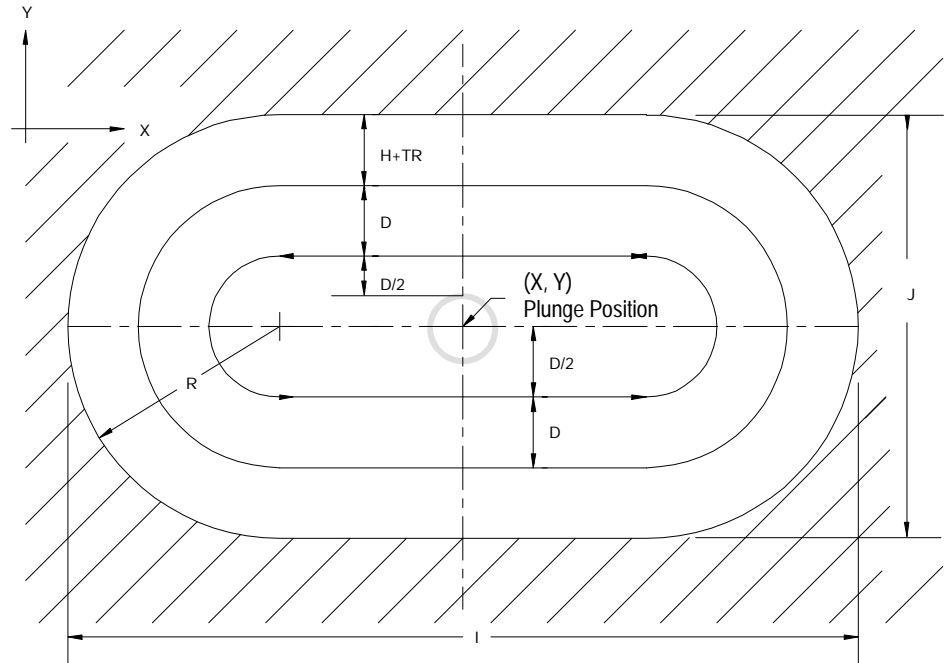 Y
X
H+TR
D
D/2
(X, Y)
Plunge Position
J
D/2
R
D
I